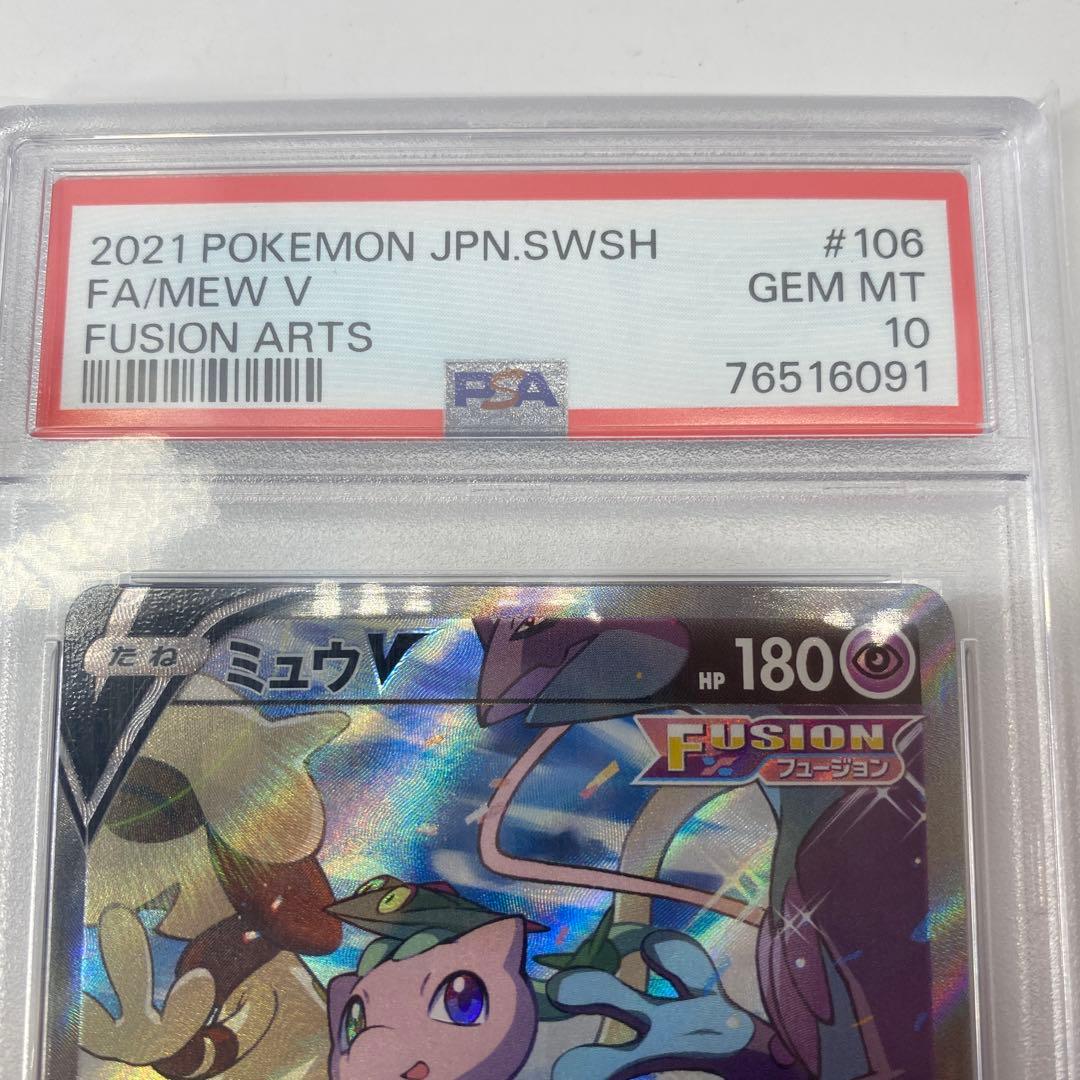 2021 POKEMON JPN.SWSH #106
FA/MEW V GEM MT
FUSION ARTS 10
76516091
PSA
たね ミュウV HP 180
FUSION
フュージョン